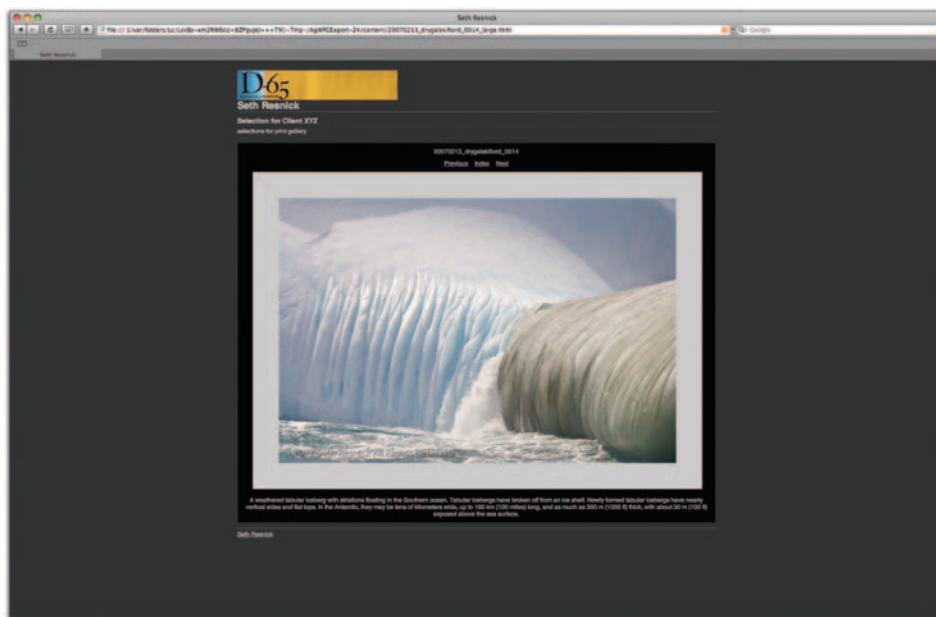 Seth Resnick
Google
Seth Resnick
D-65
Seth Resnick
Selection for Client XYZ
selections for print gallery
20070213_drygalskifiord_0014
Previous Index Next
A weathered tabular iceberg with striations floating in the Southern ocean. Tabular icebergs have broken off from an ice shelf. Newly formed tabular icebergs have nearly
vertical sides and flat tops. In the Antarctic, they may be tens of kilometers wide, up to 160 km (100 miles) long, and as much as 300 m (1000 ft) thick, with about 30 m (100 ft)
exposed above the sea surface.
Seth Resnick